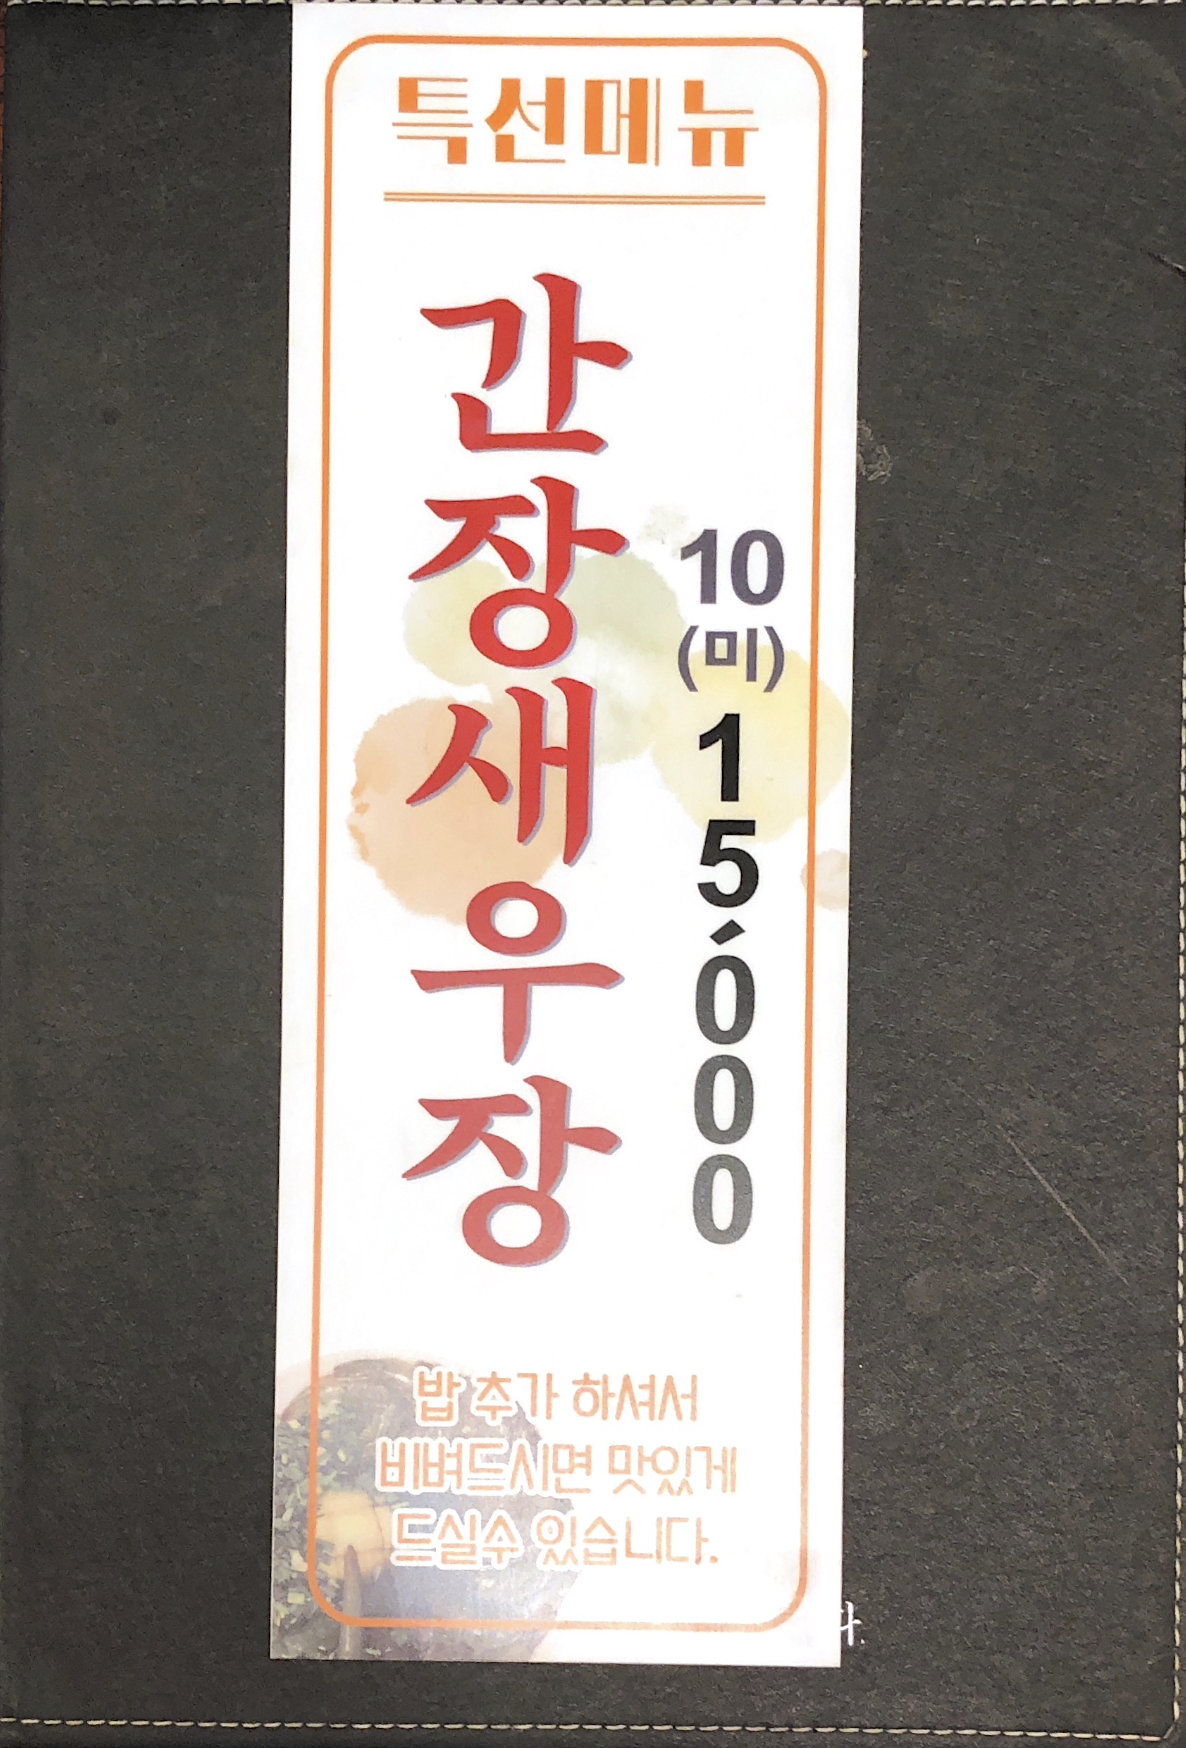 특선메뉴
간장새우장
10
(미)
15,000
밥 추가 하셔서
비벼드시면 맛있게
드실수 있습니다.
다.